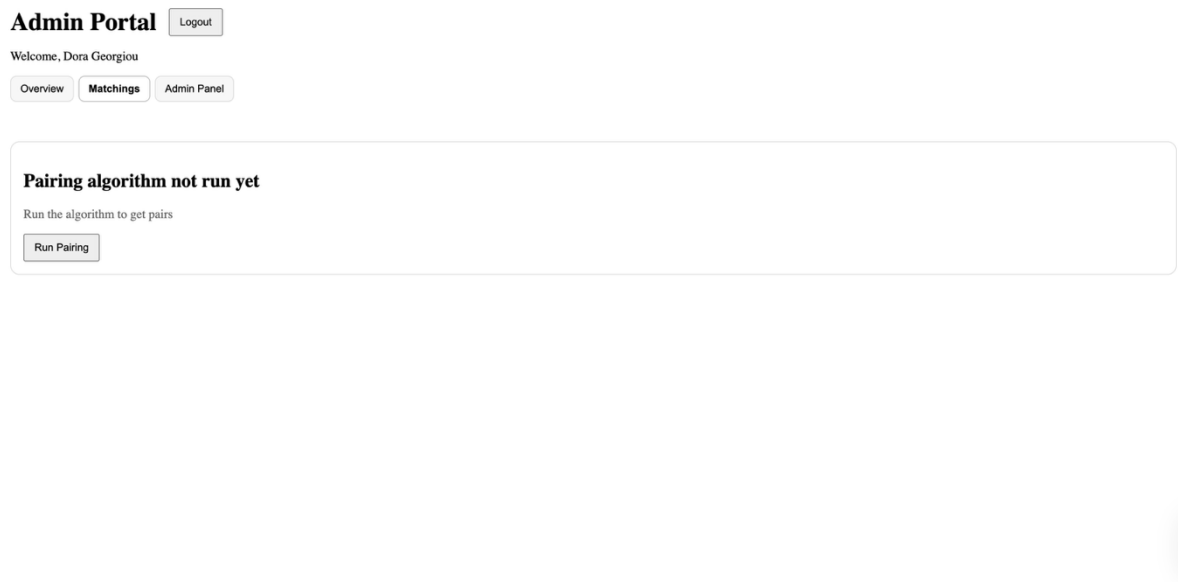 Admin Portal Logout
Welcome, Dora Georgiou
Overview Matchings Admin Panel
Pairing algorithm not run yet
Run the algorithm to get pairs
Run Pairing